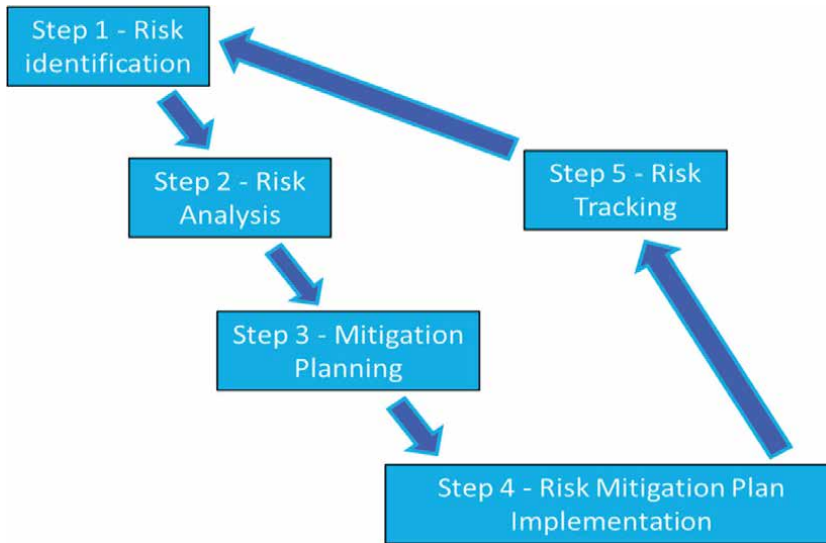 Step 1 - Risk
identification
Step 2 - Risk
Analysis
Step 3 - Mitigation
Planning
Step 4 - Risk Mitigation Plan
Implementation
Step 5 - Risk
Tracking